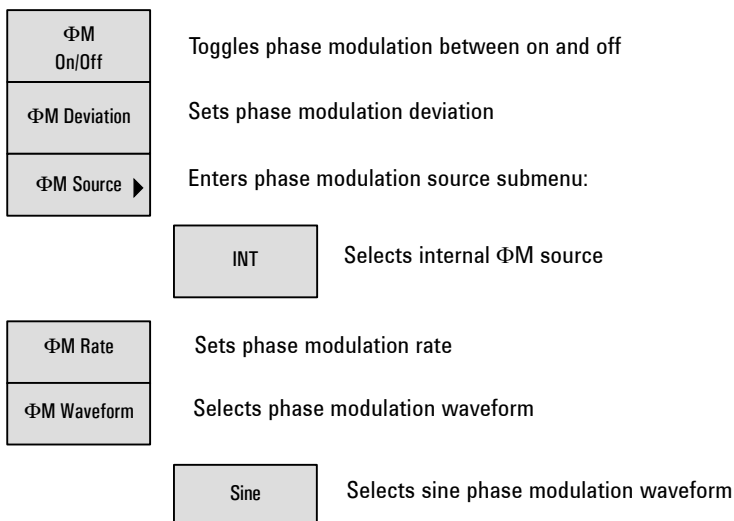 ΦM
On/Off
Toggles phase modulation between on and off
ΦM Deviation
Sets phase modulation deviation
ΦM Source
Enters phase modulation source submenu:
INT
Selects internal ΦM source
ΦM Rate
Sets phase modulation rate
ΦM Waveform
Selects phase modulation waveform
Sine
Selects sine phase modulation waveform